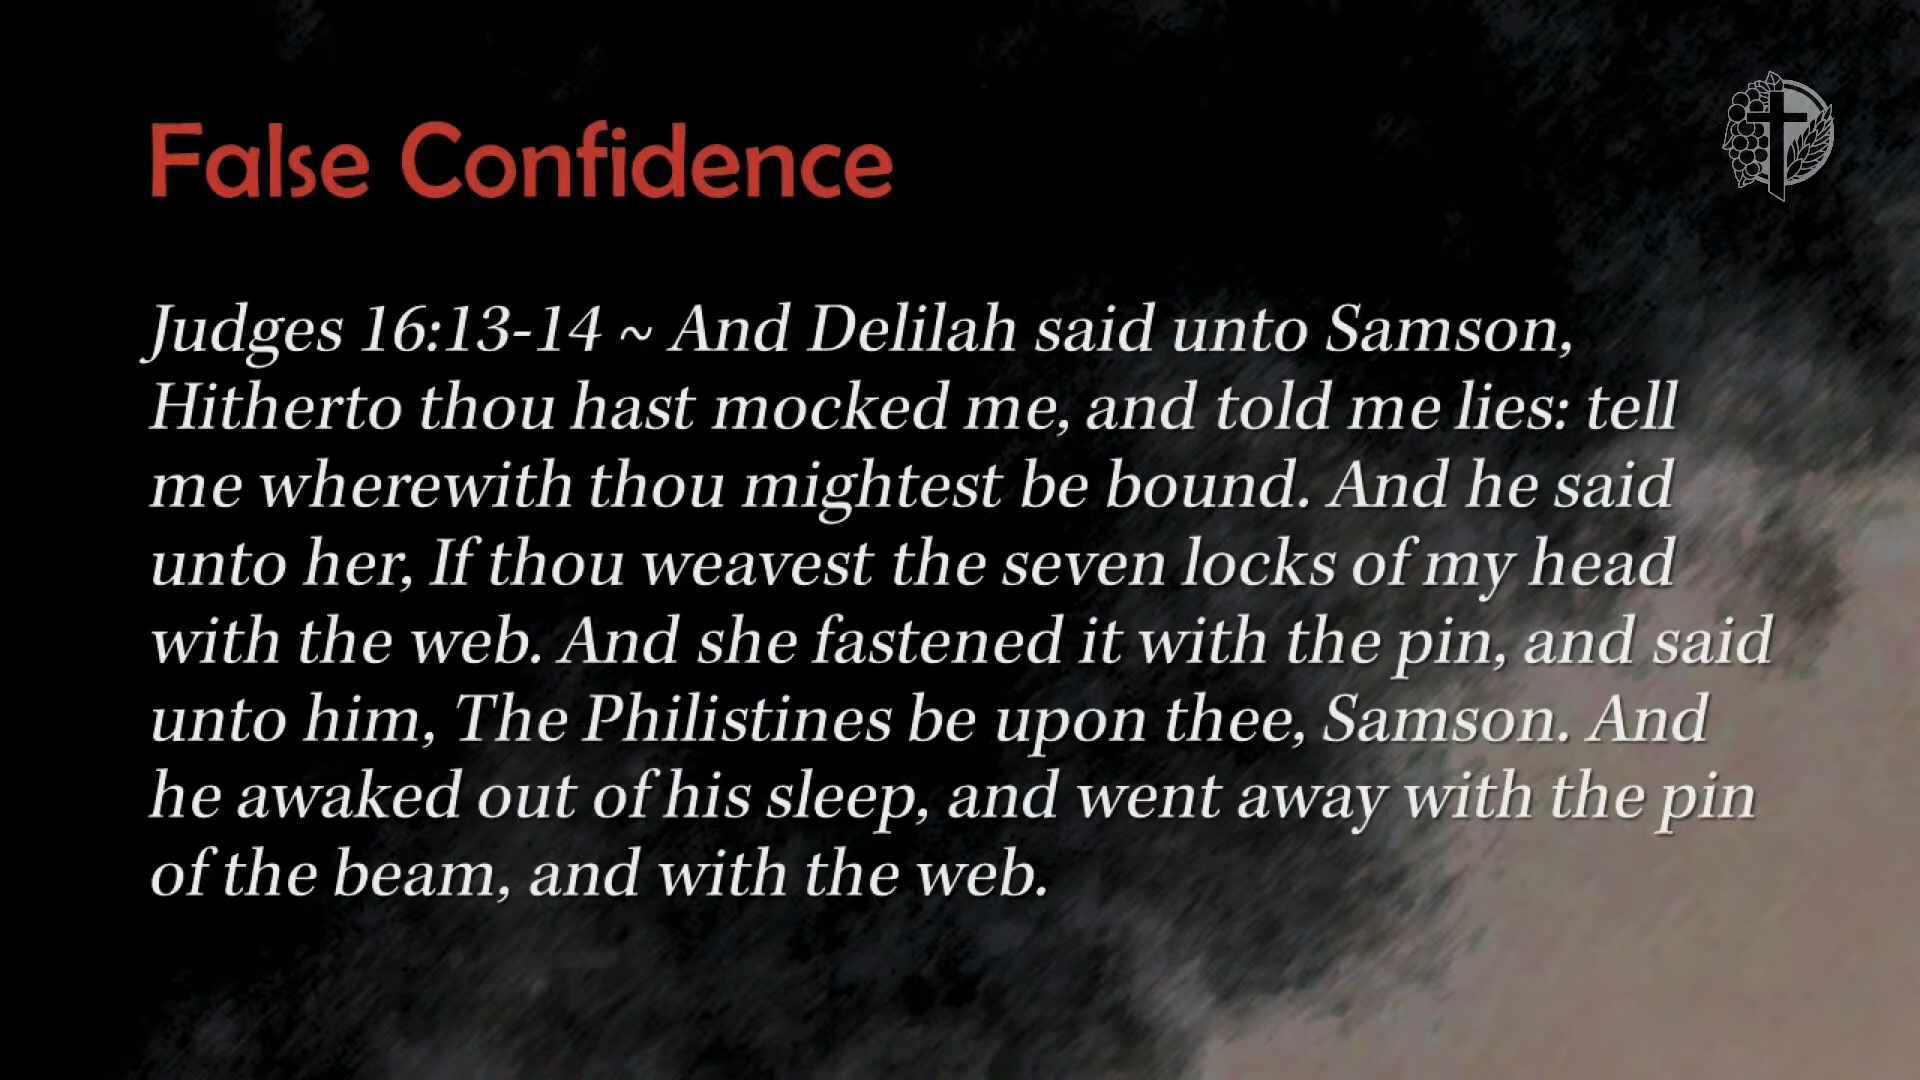 False Confidence
Judges 16:13-14 ~ And Delilah said unto Samson,
Hitherto thou hast mocked me, and told me lies: tell
me wherewith thou mightest be bound. And he said
unto her, If thou weavest the seven locks of my head
with the web. And she fastened it with the pin, and said
unto him, The Philistines be upon thee, Samson. And
he awaked out of his sleep, and went away with the pin
of the beam, and with the web.